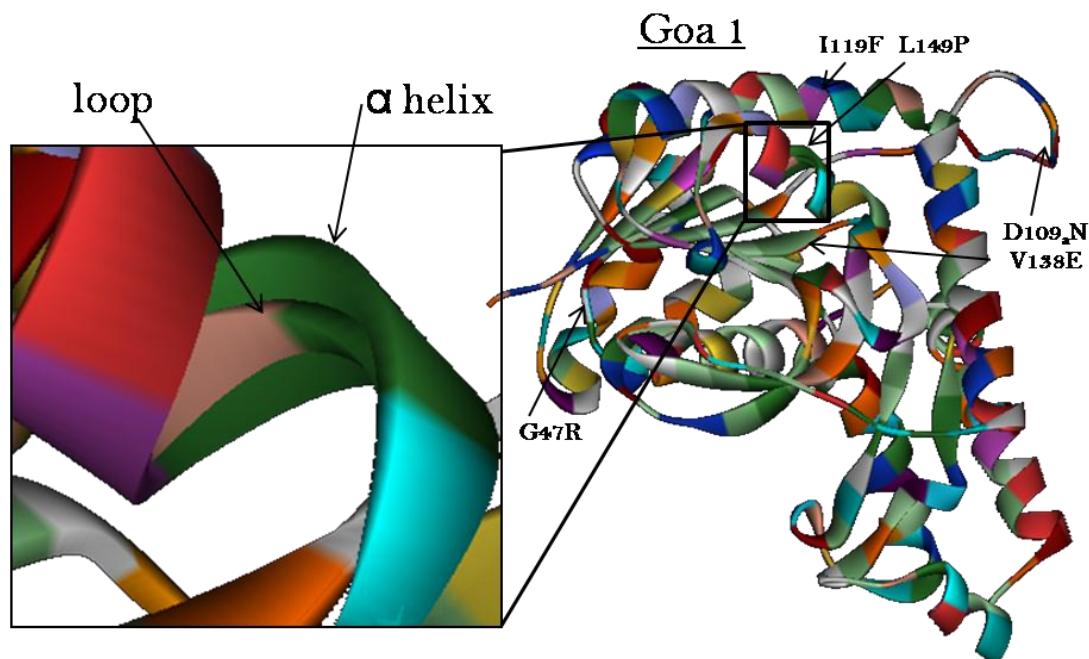 Goa 1
I119F L149P
loop
α helix
D109aN
V138E
G47R